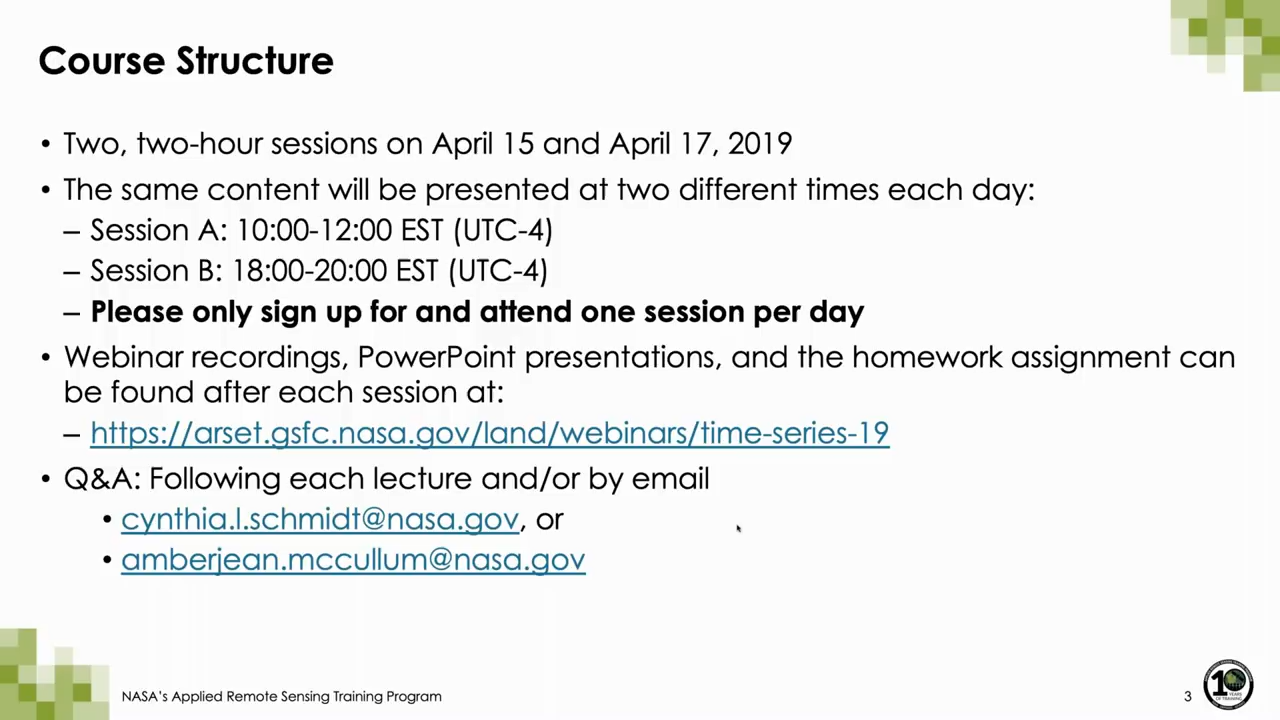 Course Structure
• Two, two-hour sessions on April 15 and April 17, 2019
• The same content will be presented at two different times each day:
– Session A: 10:00-12:00 EST (UTC-4)
– Session B: 18:00-20:00 EST (UTC-4)
– Please only sign up for and attend one session per day
• Webinar recordings, PowerPoint presentations, and the homework assignment can
be found after each session at:
– https://arset.gsfc.nasa.gov/land/webinars/time-series-19
• Q&A: Following each lecture and/or by email
• cynthia.l.schmidt@nasa.gov, or
• amberjean.mccullum@nasa.gov
NASA's Applied Remote Sensing Training Program
3
10
YEARS
OF TRAINING